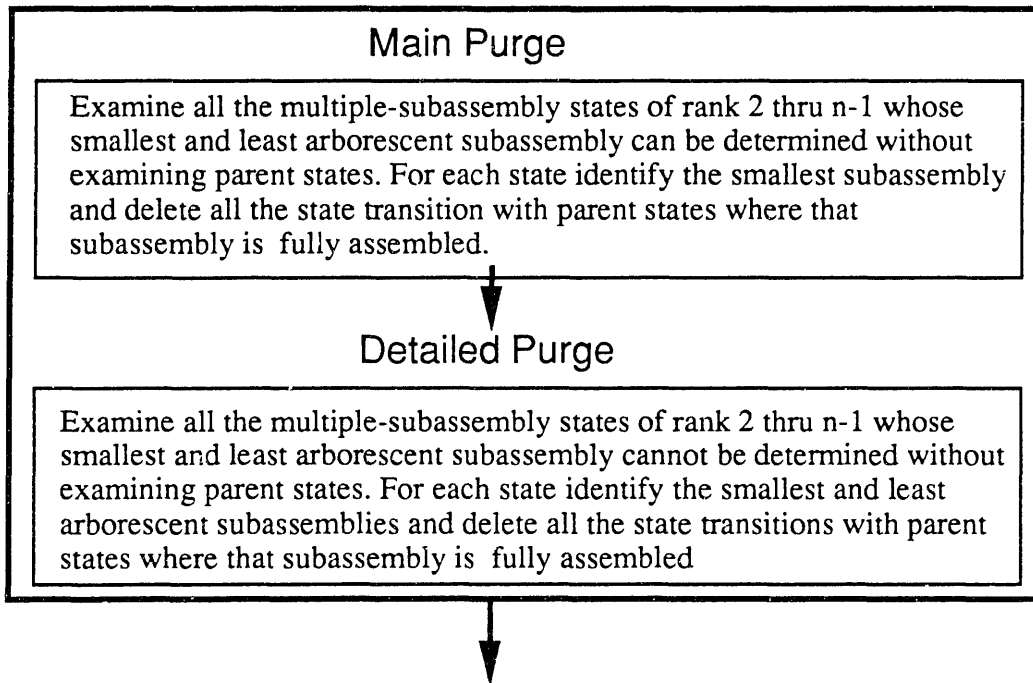 Main Purge
Examine all the multiple-subassembly states of rank 2 thru n-1 whose
smallest and least arborescent subassembly can be determined without
examining parent states. For each state identify the smallest subassembly
and delete all the state transition with parent states where that
subassembly is fully assembled.
Detailed Purge
Examine all the multiple-subassembly states of rank 2 thru n-1 whose
smallest and least arborescent subassembly cannot be determined without
examining parent states. For each state identify the smallest and least
arborescent subassemblies and delete all the state transitions with parent
states where that subassembly is fully assembled